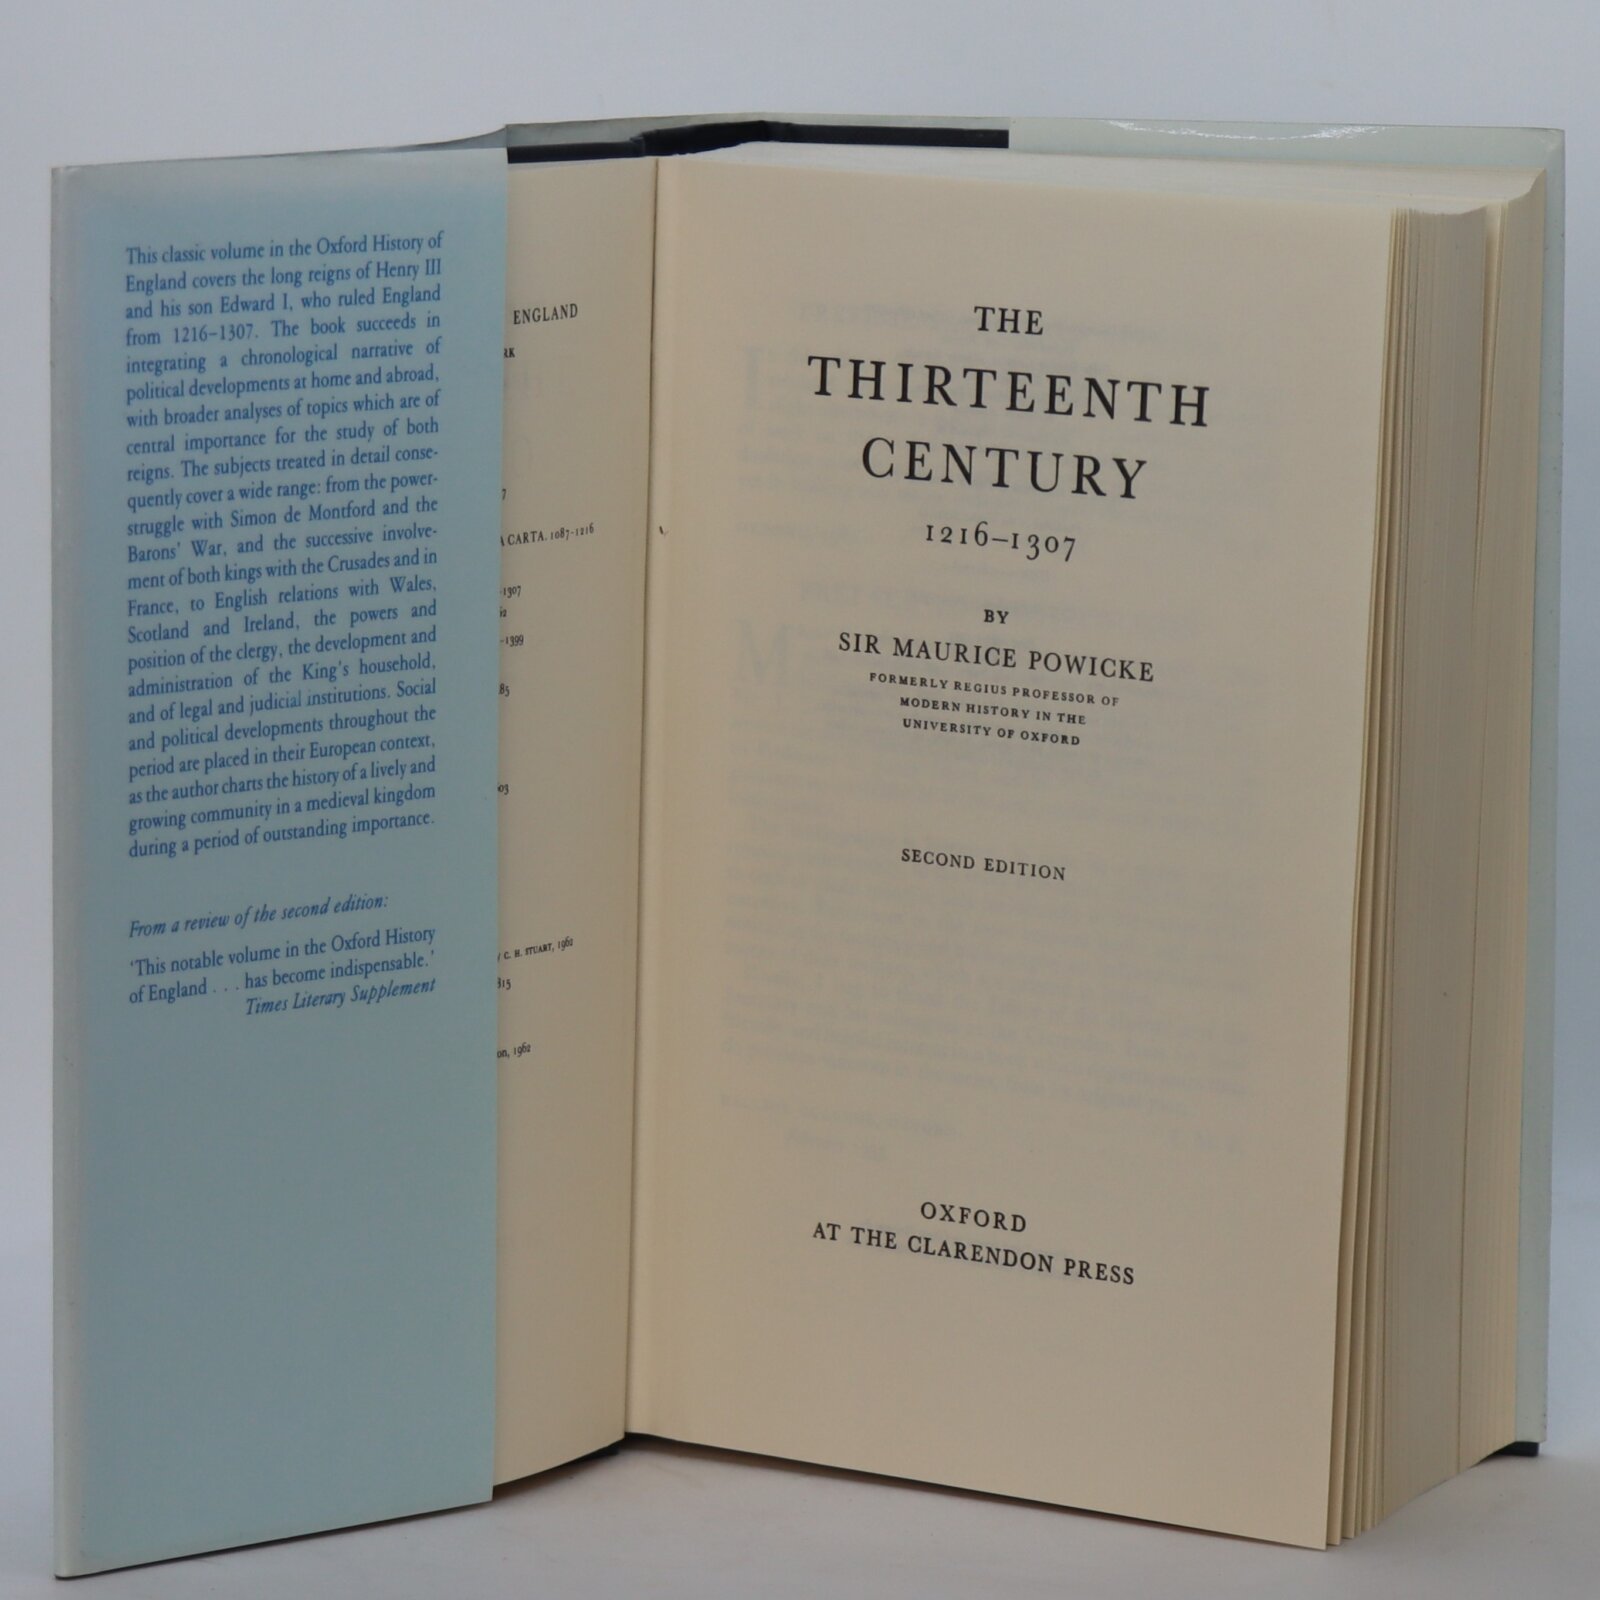 This classic volume in the Oxford History of
England covers the long reigns of Henry III
and his son Edward I, who ruled England
from 1216–1307. The book succeeds in
integrating a chronological narrative of
political developments at home and abroad,
with broader analyses of topics which are of
central importance for the study of both
reigns. The subjects treated in detail conse-
quently cover a wide range: from the power-
struggle with Simon de Montford and the
Barons' War, and the successive involve-
ment of both kings with the Crusades and in
France, to English relations with Wales,
Scotland and Ireland, the powers and
position of the clergy, the development and
administration of the King's household,
and of legal and judicial institutions. Social
and political developments throughout the
period are placed in their European context,
as the author charts the history of a lively and
growing community in a medieval kingdom
during a period of outstanding importance.
From a review of the second edition:
'This notable volume in the Oxford History
of England . . . has become indispensable.'
Times Literary Supplement
ENGLAND
CARTA. 1087–1216
–1307
–1399
C. H. STUART, 1962
1962
THE
THIRTEENTH
CENTURY
1216–1307
BY
SIR MAURICE POWICKE
FORMERLY REGIUS PROFESSOR OF
MODERN HISTORY IN THE
UNIVERSITY OF OXFORD
SECOND EDITION
OXFORD
AT THE CLARENDON PRESS